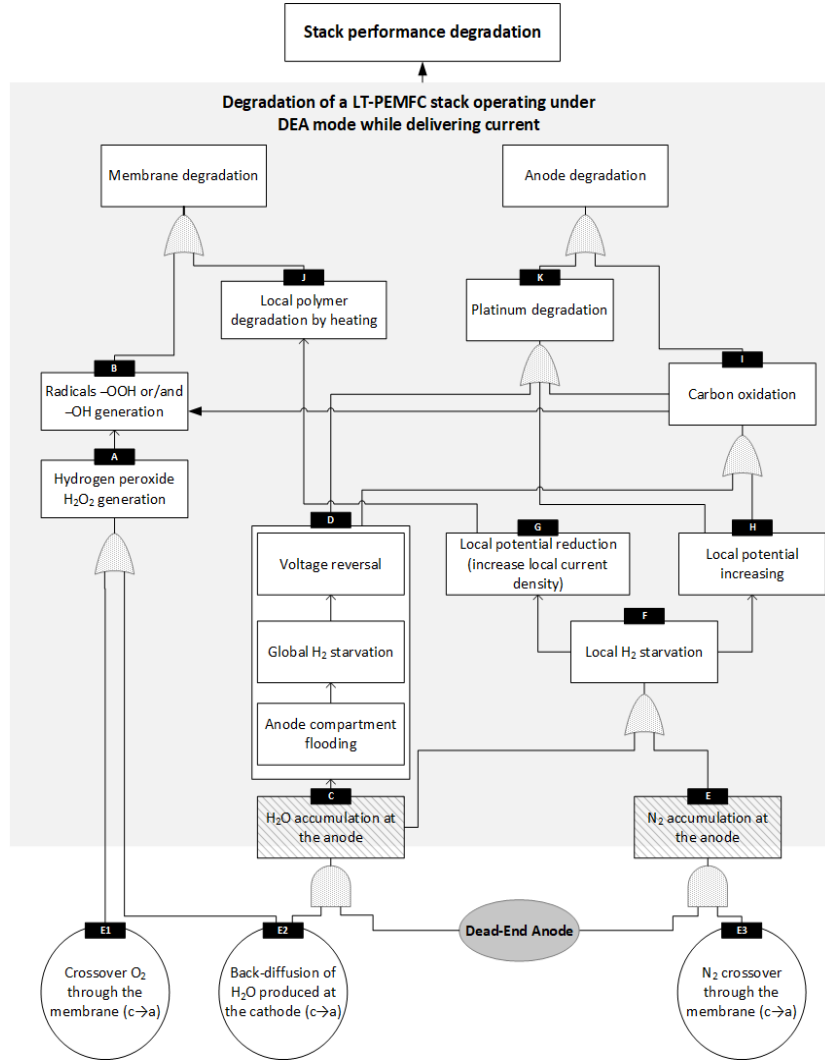 Stack performance degradation
Degradation of a LT-PEMFC stack operating under
DEA mode while delivering current
Membrane degradation
Anode degradation
J
Local polymer
degradation by heating
K
Platinum degradation
B
Radicals –OOH or/and
–OH generation
I
Carbon oxidation
A
Hydrogen peroxide
H₂O₂ generation
D
Voltage reversal
Global H₂ starvation
Anode compartment
flooding
G
Local potential reduction
(increase local current
density)
H
Local potential
increasing
F
Local H₂ starvation
C
H₂O accumulation at
the anode
E
N₂ accumulation at
the anode
Dead-End Anode
E1
Crossover O₂
through the
membrane (c→a)
E2
Back-diffusion of
H₂O produced at
the cathode (c→a)
E3
N₂ crossover
through the
membrane (c→a)